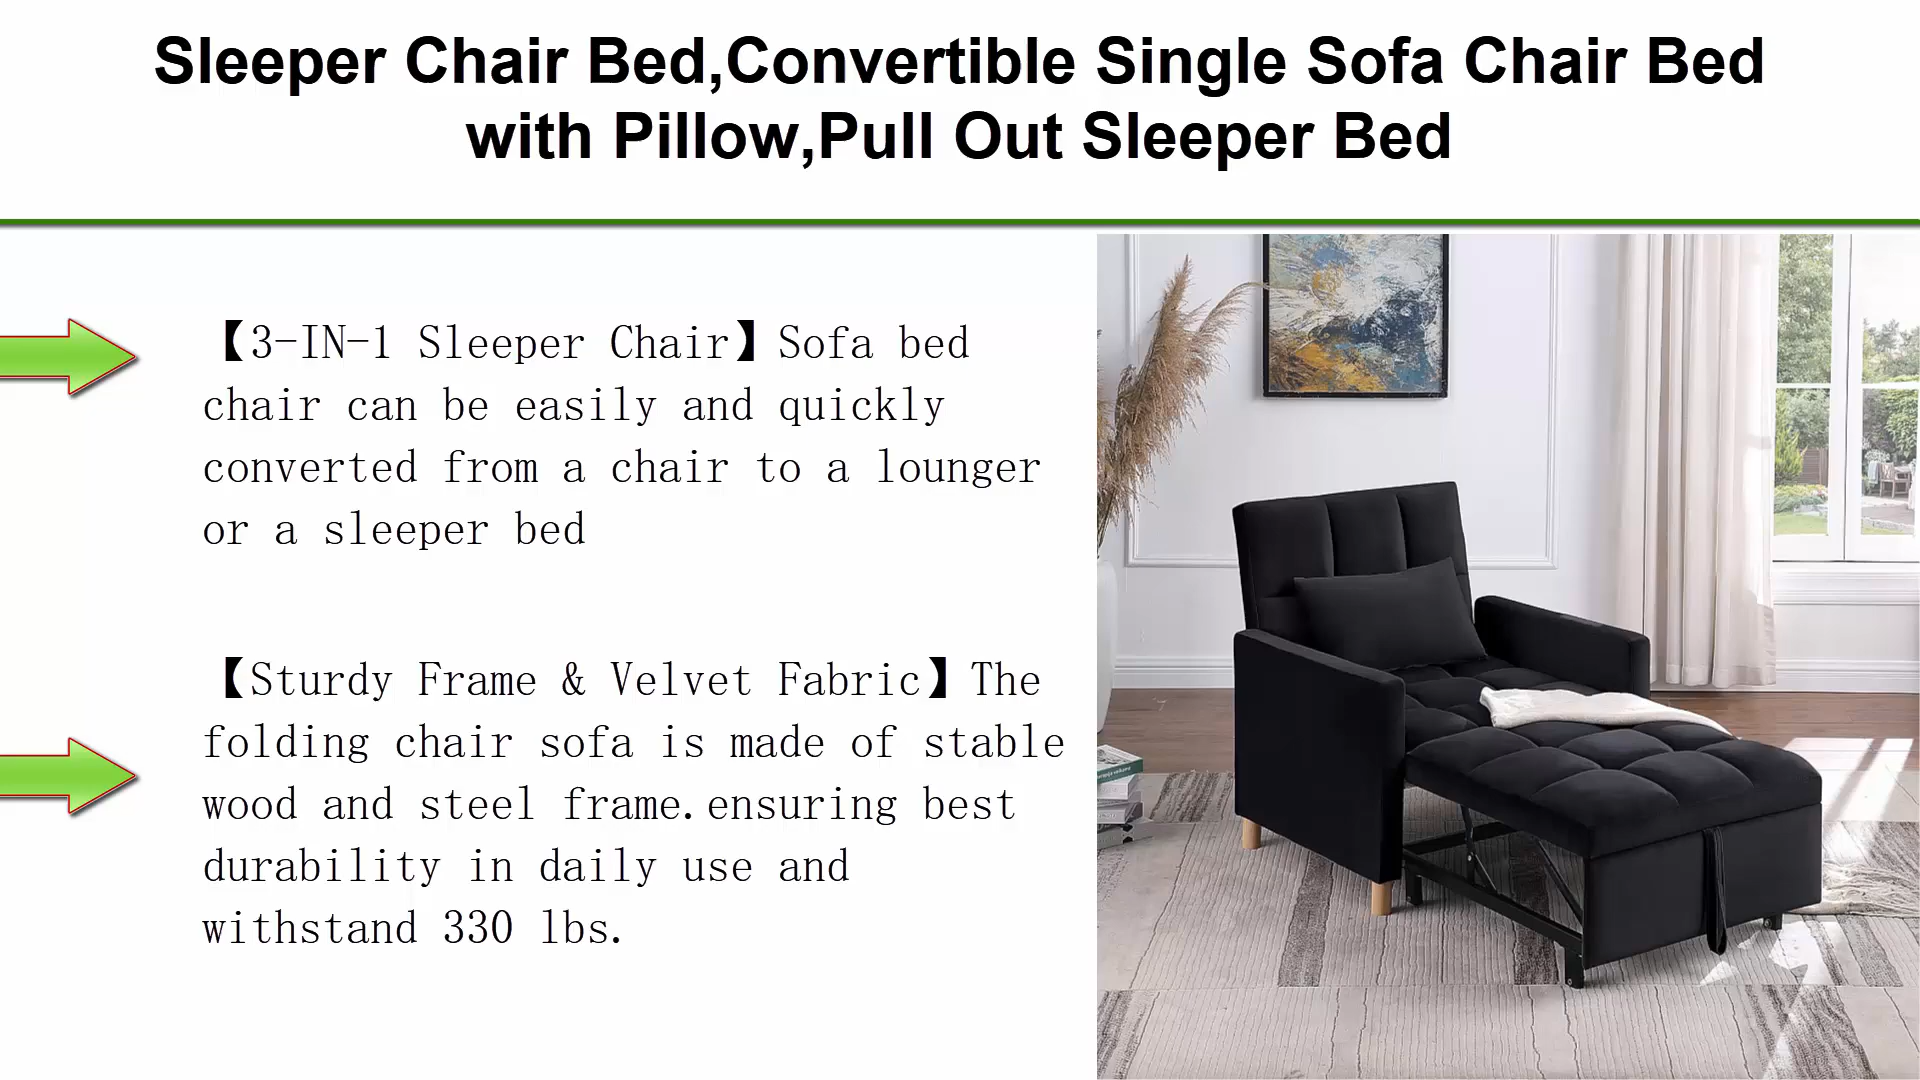 Sleeper Chair Bed,Convertible Single Sofa Chair Bed
with Pillow,Pull Out Sleeper Bed
【3-IN-1 Sleeper Chair】Sofa bed
chair can be easily and quickly
converted from a chair to a lounger
or a sleeper bed
【Sturdy Frame & Velvet Fabric】The
folding chair sofa is made of stable
wood and steel frame.ensuring best
durability in daily use and
withstand 330 lbs.